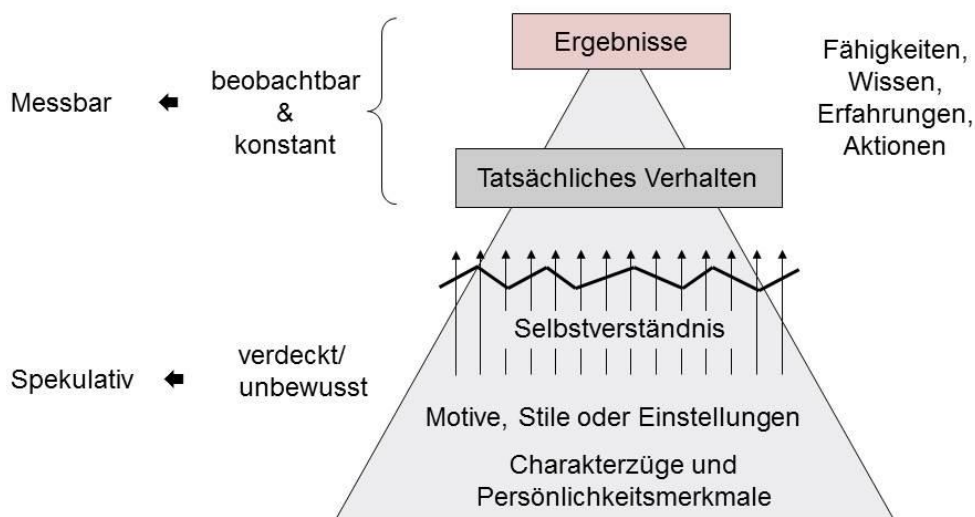 Ergebnisse
Fähigkeiten,
Wissen,
Erfahrungen,
Aktionen
beobachtbar
&
konstant
Messbar
Tatsächliches Verhalten
Selbstverständnis
verdeckt/
unbewusst
Spekulativ
Motive, Stile oder Einstellungen
Charakterzüge und
Persönlichkeitsmerkmale